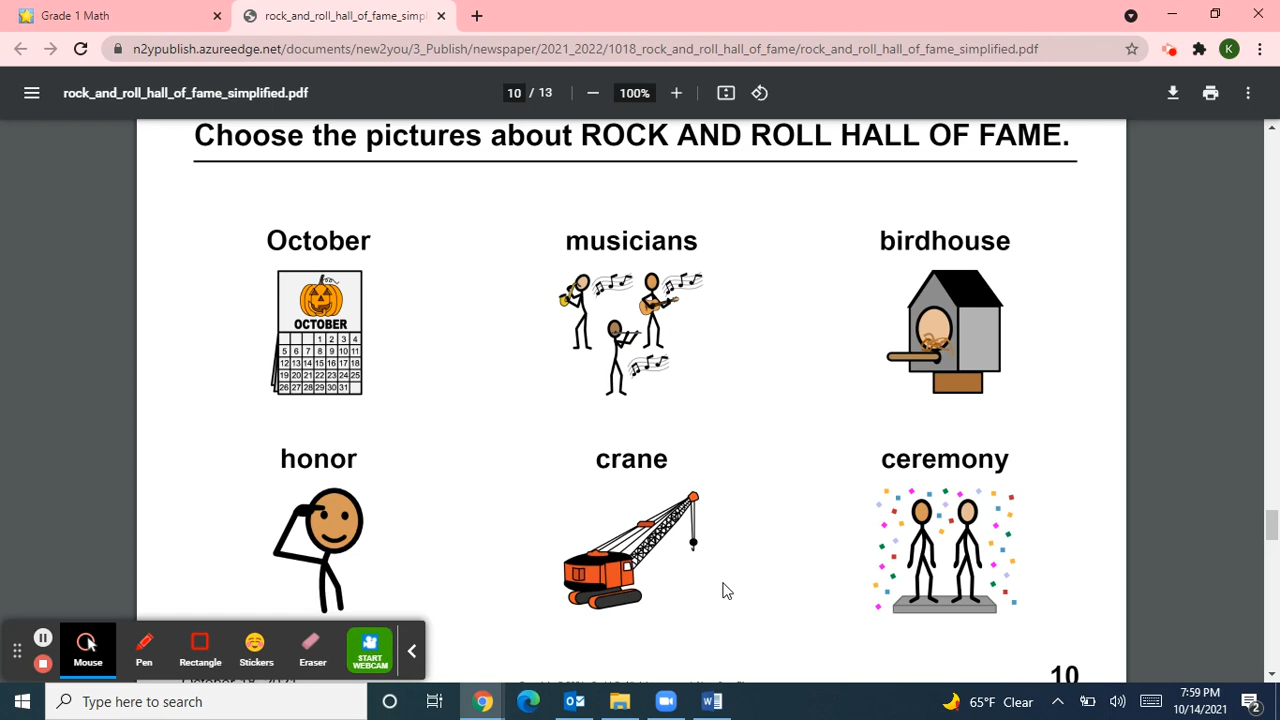 Grade 1 Math
rock_and_roll_hall_of_fame_simpl
n2ypublish.azureedge.net/documents/new2you/3_Publish/newspaper/2021_2022/1018_rock_and_roll_hall_of_fame/rock_and_roll_hall_of_fame_simplified.pdf
K
rock_and_roll_hall_of_fame_simplified.pdf
10 / 13
100%
Choose the pictures about ROCK AND ROLL HALL OF FAME.
October
musicians
birdhouse
OCTOBER
1 2 3 4
5 6 7 8 9 10 11
12 13 14 15 16 17 18
19 20 21 22 23 24 25
26 27 28 29 30 31
honor
crane
ceremony
Mouse
Pen
Rectangle
Stickers
Eraser
START
WEBCAM
10
Type here to search
65°F Clear
7:59 PM
10/14/2021
2